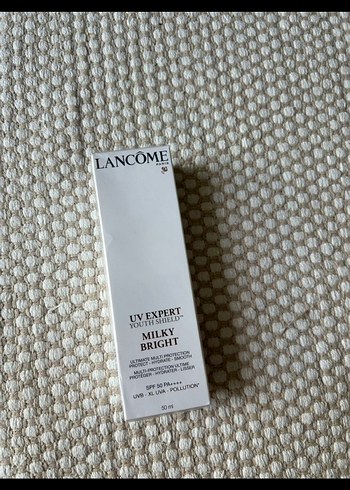 LANCÔME
PARIS
UV EXPERT
YOUTH SHIELD™
MILKY
BRIGHT
ULTIMATE MULTI PROTECTION
PROTECT - HYDRATE - SMOOTH
MULTI-PROTECTION ULTIME
PROTÉGER - HYDRATER - LISSER
SPF 50 PA++++
UVB - XL UVA - POLLUTION*
50 ml